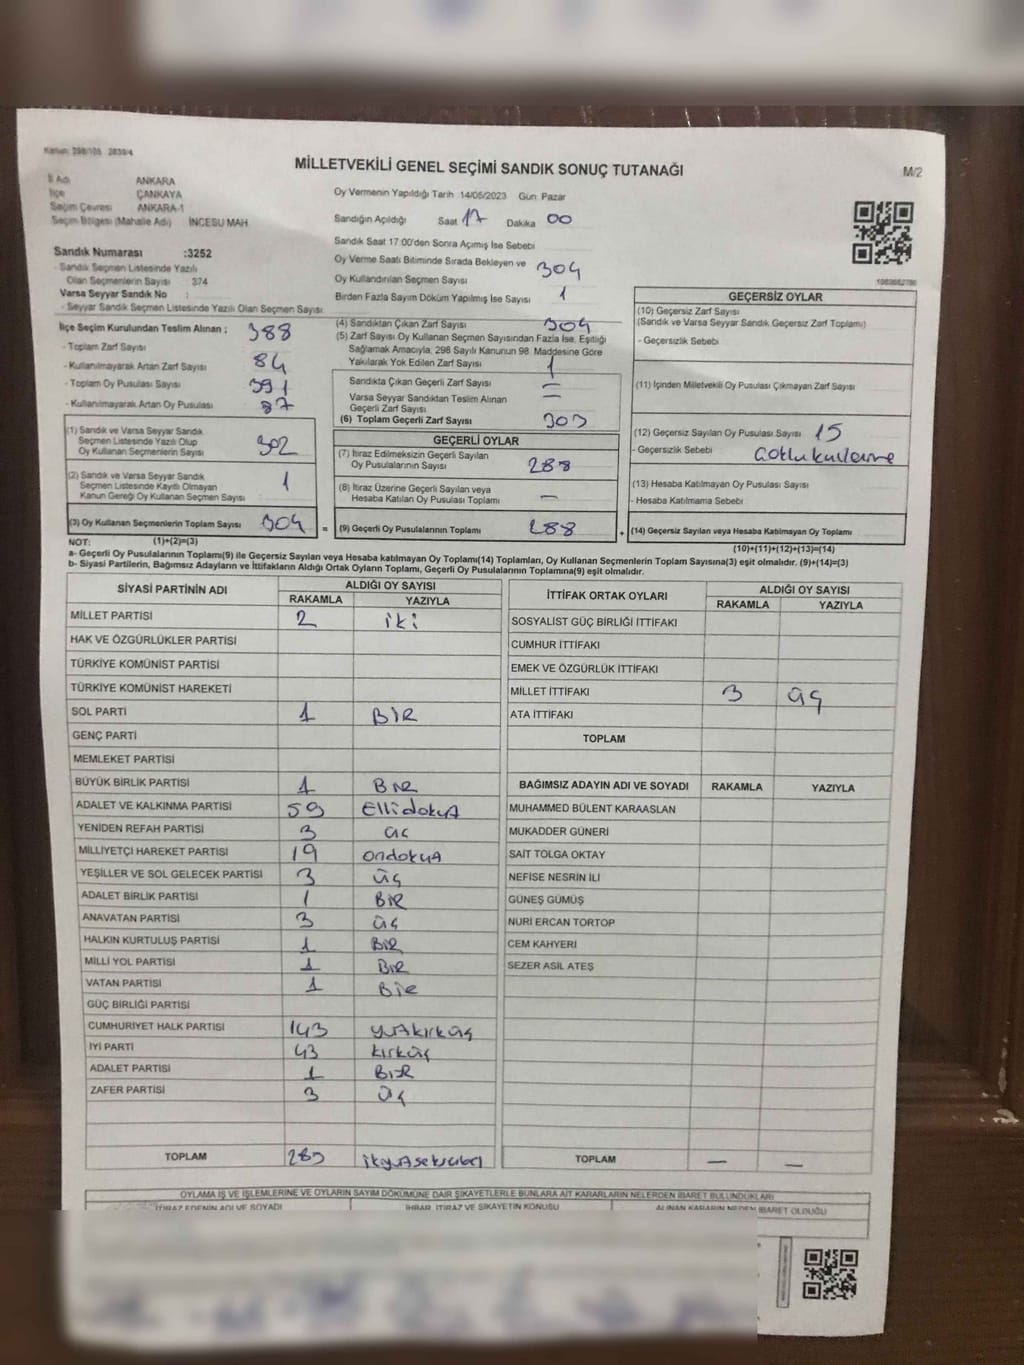 Kanun: 298/105 2839/4
MİLLETVEKİLİ GENEL SEÇİMİ SANDIK SONUÇ TUTANAĞI
M/2
İl Adı ANKARA
İlçe ÇANKAYA
Seçim Çevresi ANKARA-1
Seçim Bölgesi (Mahalle Adı) İNCESU MAH
Oy Vermenin Yapıldığı Tarih 14/05/2023 Gün Pazar
Sandığın Açıldığı Saat 17 Dakika 00
Sandık Saat 17:00'den Sonra Açımış İse Sebebi
Oy Verme Saati Bitiminde Sırada Bekleyen ve
Oy Kullandırılan Seçmen Sayısı 304
Birden Fazla Sayım Döküm Yapılmış İse Sayısı 1
Sandık Numarası :3252
- Sandık Seçmen Listesinde Yazılı
Olan Seçmenlerin Sayısı 374
Varsa Seyyar Sandık No :
- Seyyar Sandık Seçmen Listesinde Yazılı Olan Seçmen Sayısı:
İlçe Seçim Kurulundan Teslim Alınan ;
- Toplam Zarf Sayısı 388
- Kullanılmayarak Artan Zarf Sayısı 84
- Toplam Oy Pusulası Sayısı 391
- Kullanılmayarak Artan Oy Pusulası 87
(1) Sandık ve Varsa Seyyar Sandık
Seçmen Listesinde Yazılı Olup
Oy Kullanan Seçmenlerin Sayısı 302
(2) Sandık ve Varsa Seyyar Sandık
Seçmen Listesinde Kayıtlı Olmayan
Kanun Gereği Oy Kullanan Seçmen Sayısı 1
(3) Oy Kullanan Seçmenlerin Toplam Sayısı 304
(4) Sandıktan Çıkan Zarf Sayısı 304
(5) Zarf Sayısı Oy Kullanan Seçmen Sayısından Fazla İse, Eşitliği
Sağlamak Amacıyla, 298 Sayılı Kanunun 98. Maddesine Göre
Yakılarak Yok Edilen Zarf Sayısı 1
Sandıkta Çıkan Geçerli Zarf Sayısı —
Varsa Seyyar Sandıktan Teslim Alınan
Geçerli Zarf Sayısı —
(6) Toplam Geçerli Zarf Sayısı 303
GEÇERLİ OYLAR
(7) İtiraz Edilmeksizin Geçerli Sayılan
Oy Pusulalarının Sayısı 288
(8) İtiraz Üzerine Geçerli Sayılan veya
Hesaba Katılan Oy Pusulası Toplamı —
= (9) Geçerli Oy Pusulalarının Toplamı 288
1083682786
GEÇERSİZ OYLAR
(10) Geçersiz Zarf Sayısı
(Sandık ve Varsa Seyyar Sandık Geçersiz Zarf Toplamı)
- Geçersizlik Sebebi
(11) İçinden Milletvekili Oy Pusulası Çıkmayan Zarf Sayısı
(12) Geçersiz Sayılan Oy Pusulası Sayısı 15
- Geçersizlik Sebebi
(13) Hesaba Katılmayan Oy Pusulası Sayısı
- Hesaba Katılmama Sebebi
+ (14) Geçersiz Sayılan veya Hesaba Katılmayan Oy Toplamı
NOT: (1)+(2)=(3)
(10)+(11)+(12)+(13)=(14)
a- Geçerli Oy Pusulalarının Toplamı(9) ile Geçersiz Sayılan veya Hesaba katılmayan Oy Toplamı(14) Toplamları, Oy Kullanan Seçmenlerin Toplam Sayısına(3) eşit olmalıdır. (9)+(14)=(3)
b- Siyasi Partilerin, Bağımsız Adayların ve İttifakların Aldığı Ortak Oyların Toplamı, Geçerli Oy Pusulalarının Toplamına(9) eşit olmalıdır.
SİYASİ PARTİNİN ADI ALDIĞI OY SAYISI
RAKAMLA YAZIYLA
MİLLET PARTİSİ 2 iki
HAK VE ÖZGÜRLÜKLER PARTİSİ
TÜRKİYE KOMÜNİST PARTİSİ
TÜRKİYE KOMÜNİST HAREKETİ
SOL PARTİ 1 BİR
GENÇ PARTİ
MEMLEKET PARTİSİ
BÜYÜK BİRLİK PARTİSİ 1 BİR
ADALET VE KALKINMA PARTİSİ 59 Ellidokuz
YENİDEN REFAH PARTİSİ 3 üç
MİLLİYETÇİ HAREKET PARTİSİ 19 ondokuz
YEŞİLLER VE SOL GELECEK PARTİSİ 3 üç
ADALET BİRLİK PARTİSİ 1 BİR
ANAVATAN PARTİSİ 3 üç
HALKIN KURTULUŞ PARTİSİ 1 BİR
MİLLİ YOL PARTİSİ 1 BİR
VATAN PARTİSİ 1 Bir
GÜÇ BİRLİĞİ PARTİSİ
CUMHURİYET HALK PARTİSİ 143 yüzkırküç
İYİ PARTİ 43 kırküç
ADALET PARTİSİ 1 BİR
ZAFER PARTİSİ 3 üç
TOPLAM
İTTİFAK ORTAK OYLARI ALDIĞI OY SAYISI
RAKAMLA YAZIYLA
SOSYALİST GÜÇ BİRLİĞİ İTTİFAKI
CUMHUR İTTİFAKI
EMEK VE ÖZGÜRLÜK İTTİFAKI
MİLLET İTTİFAKI 3 üç
ATA İTTİFAKI
TOPLAM
BAĞIMSIZ ADAYIN ADI VE SOYADI RAKAMLA YAZIYLA
MUHAMMED BÜLENT KARAASLAN
MUKADDER GÜNERİ
SAİT TOLGA OKTAY
NEFİSE NESRİN İLİ
GÜNEŞ GÜMÜŞ
NURİ ERCAN TORTOP
CEM KAHYERİ
SEZER ASIL ATEŞ
TOPLAM — —
OYLAMA İŞ VE İŞLEMLERİNE VE OYLARIN SAYIM DÖKÜMÜNE DAİR ŞİKAYETLERLE BUNLARA AİT KARARLARIN NELERDEN İBARET BULUNDUKLARI
İTİRAZ EDENİN ADI VE SOYADI İHBAR, İTİRAZ VE ŞİKAYETİN KONUSU ALINAN KARARIN NEDEN İBARET OLDUĞU